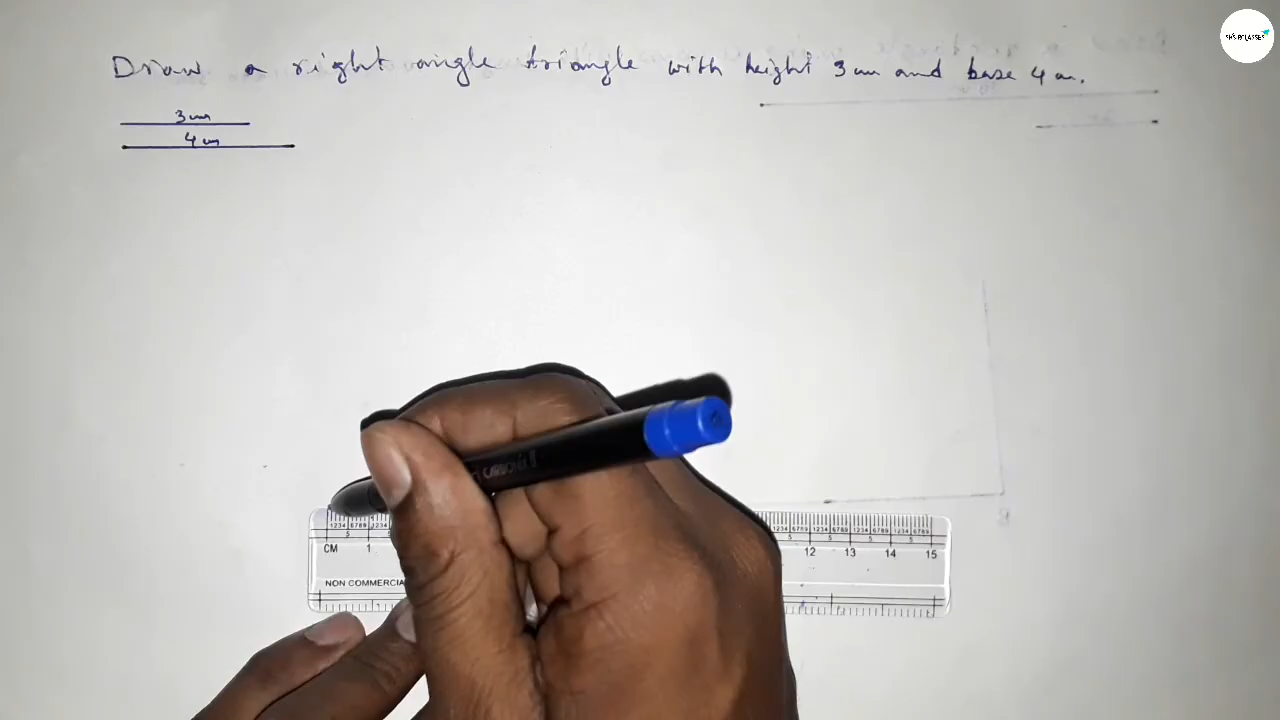 Draw a right angle triangle with height 3 cm and base 4 cm.
3 cm
4 cm
CM 1 12 13 14 15
NON COMMERCIA